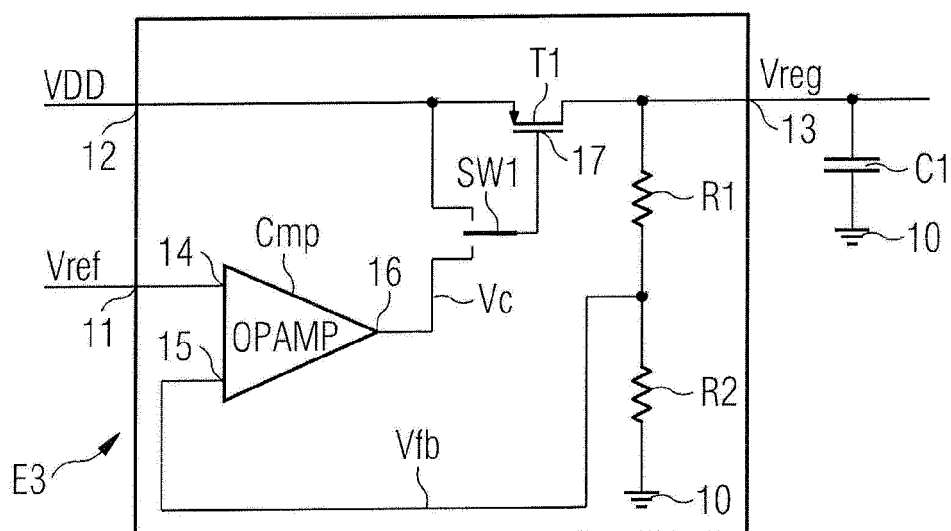 VDD
T1
Vreg
12
17
13
SW1
C1
R1
10
Cmp
Vref
14
16
Vc
OPAMP
11
15
R2
Vfb
E3
10